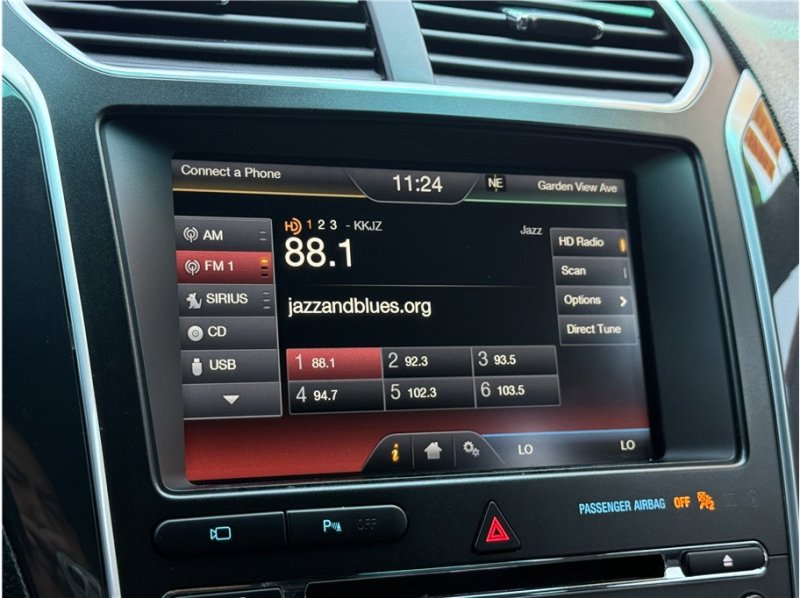 Connect a Phone
11:24
NE
Garden View Ave
AM
FM 1
SIRIUS
CD
USB
HD 1 2 3 - KKJZ
88.1
Jazz
jazzandblues.org
1 88.1
2 92.3
3 93.5
4 94.7
5 102.3
6 103.5
HD Radio
Scan
Options
Direct Tune
i
LO
LO
P OFF
PASSENGER AIRBAG OFF
2